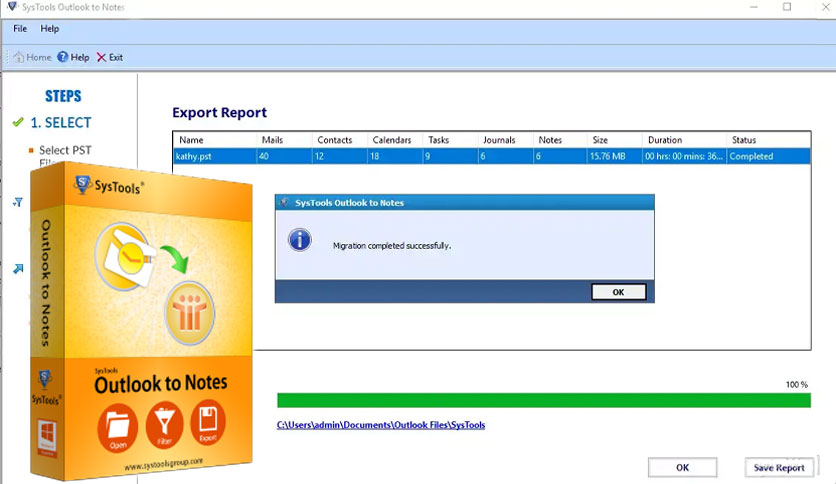 SysTools Outlook to Notes
File Help
Home Help Exit
STEPS
1. SELECT
Select PST
Export Report
Name Mails Contacts Calendars Tasks Journals Notes Size Duration Status
kathy.pst 40 12 18 9 6 6 15.76 MB 00 hrs: 00 mins: 36... Completed
SysTools Outlook to Notes
Migration completed successfully.
OK
100 %
C:\Users\admin\Documents\Outlook Files\SysTools
OK Save Report
SysTools®
Outlook to Notes
SysTools®
SysTools
Outlook to Notes
Open Filter Export
www.systoolsgroup.com